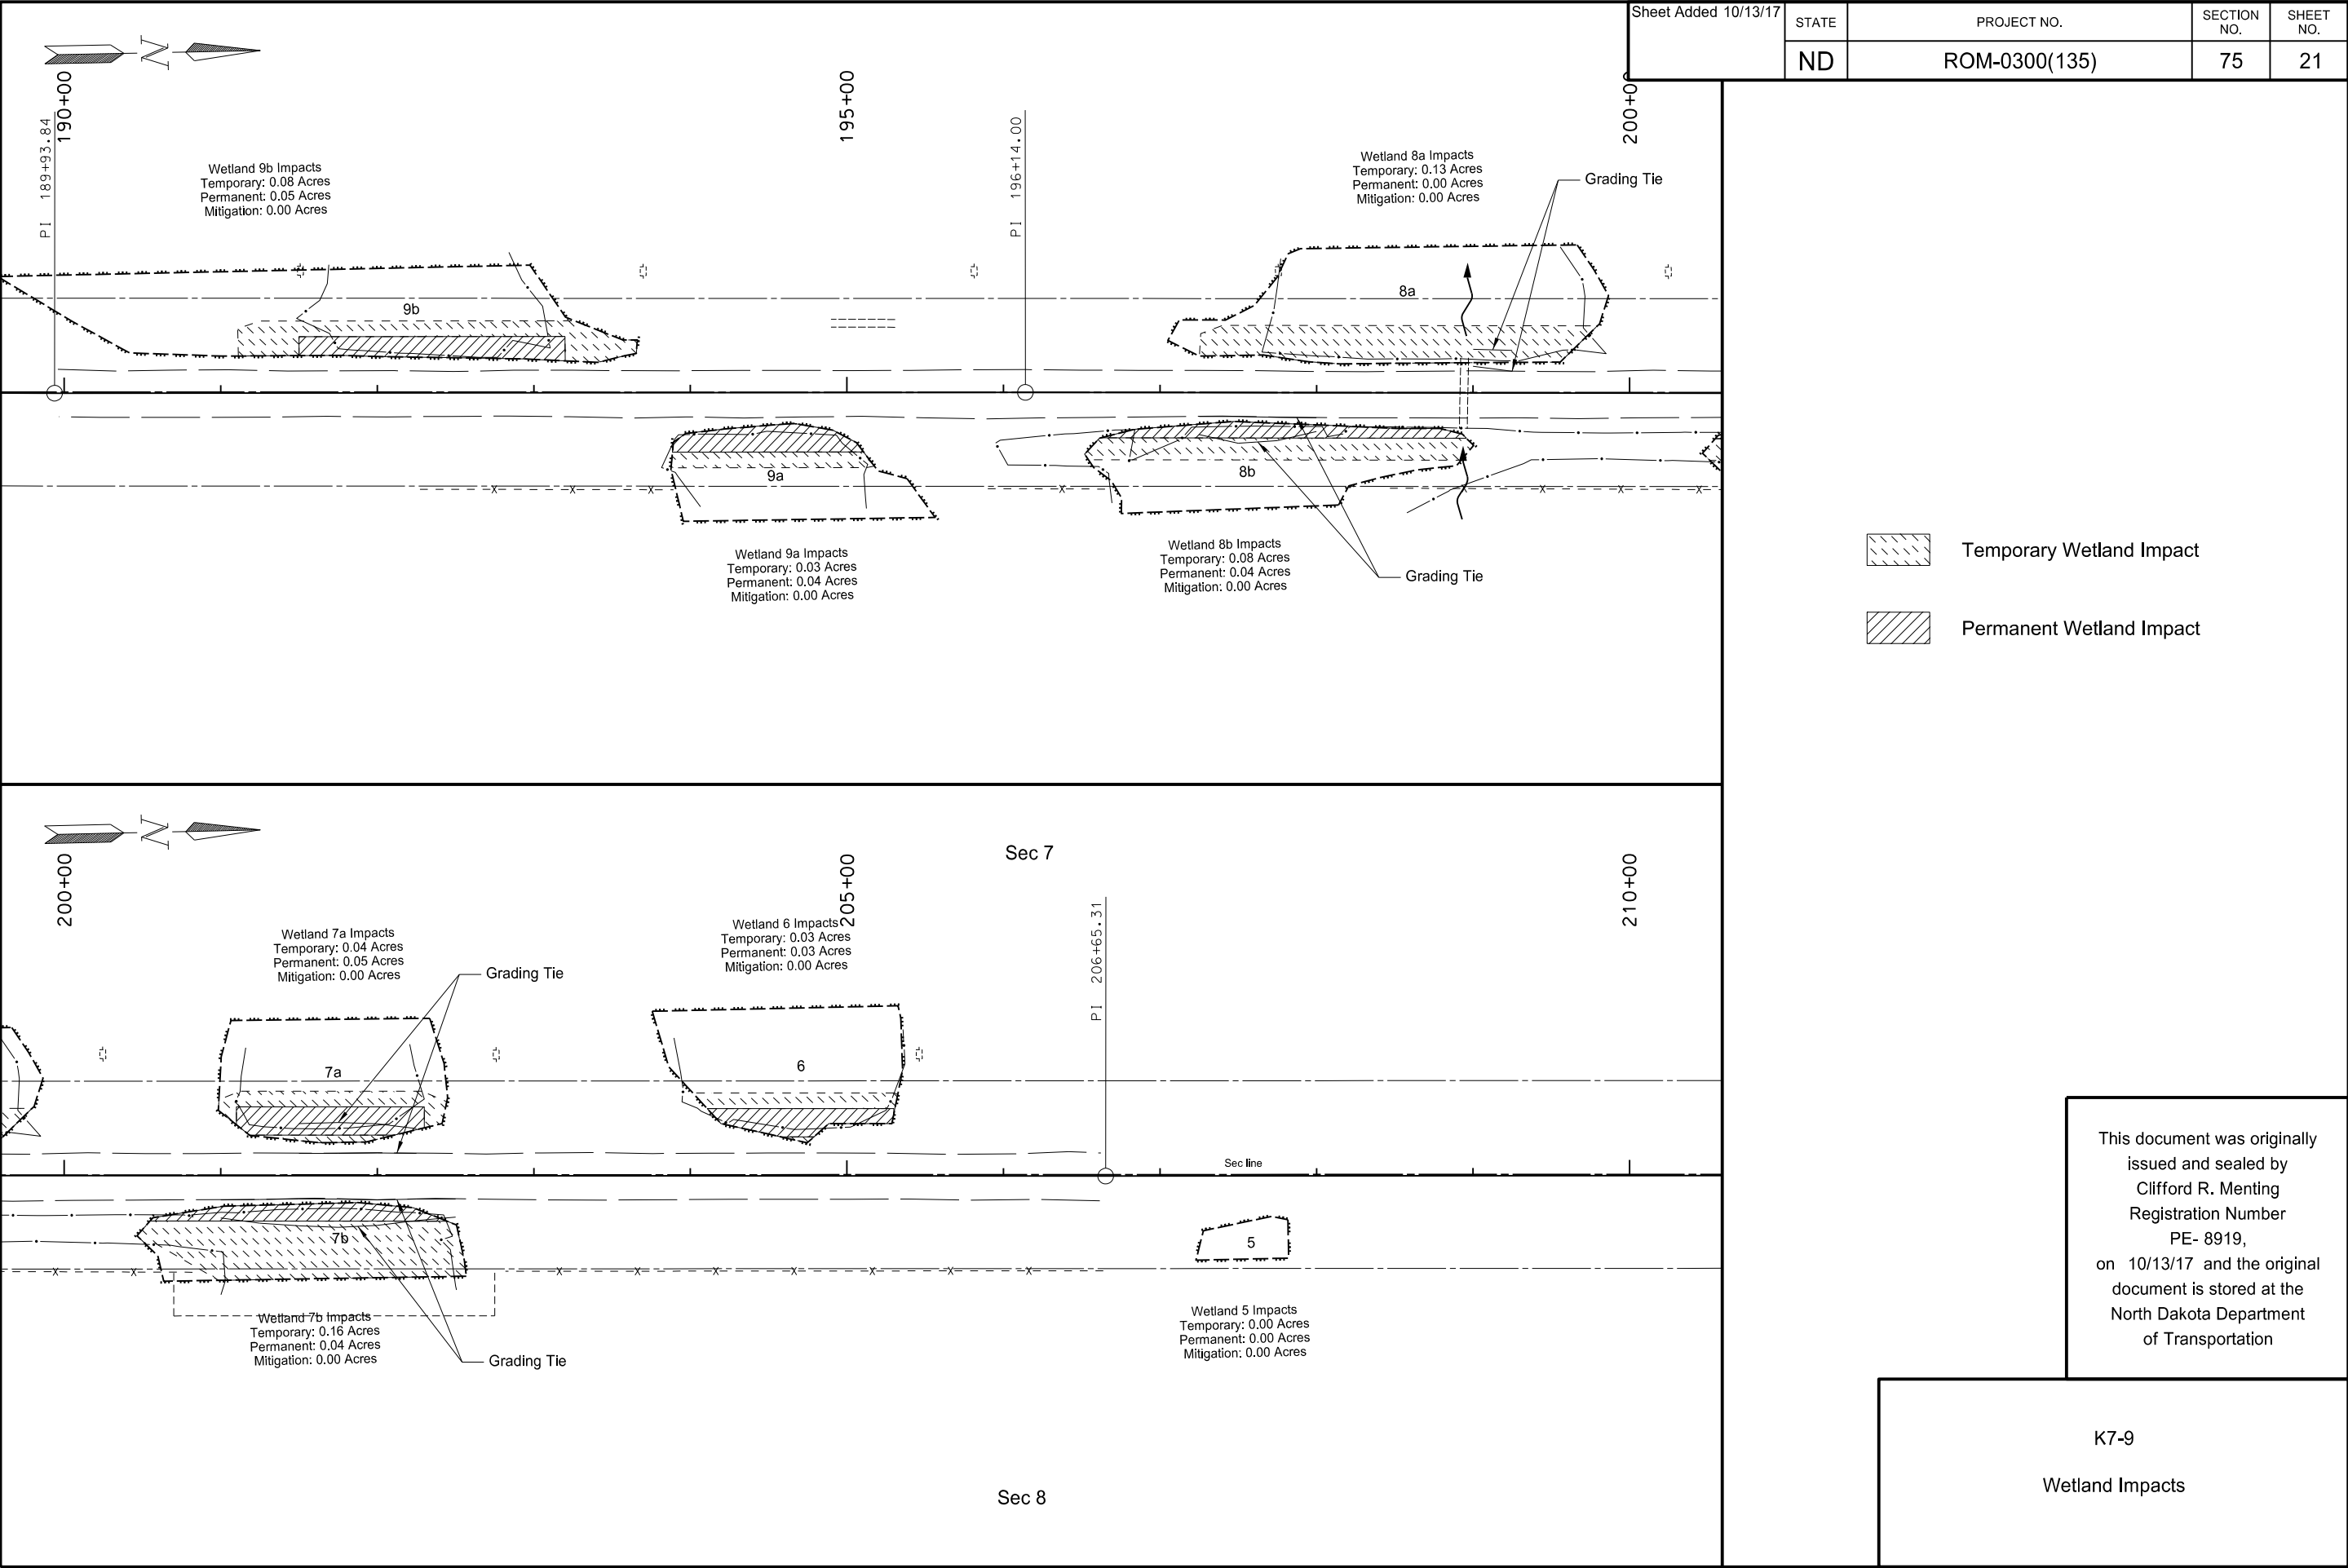 Sheet Added 10/13/17
STATE
PROJECT NO.
SECTION NO.
SHEET NO.
ND
ROM-0300(135)
75
21
N
190+00
195+00
200+0
PI 189+93.84
PI 196+14.00
Wetland 9b Impacts
Temporary: 0.08 Acres
Permanent: 0.05 Acres
Mitigation: 0.00 Acres
Wetland 8a Impacts
Temporary: 0.13 Acres
Permanent: 0.00 Acres
Mitigation: 0.00 Acres
Grading Tie
9b
8a
9a
8b
Wetland 9a Impacts
Temporary: 0.03 Acres
Permanent: 0.04 Acres
Mitigation: 0.00 Acres
Wetland 8b Impacts
Temporary: 0.08 Acres
Permanent: 0.04 Acres
Mitigation: 0.00 Acres
Grading Tie
Temporary Wetland Impact
Permanent Wetland Impact
N
Sec 7
200+00
205+00
210+00
PI 206+65.31
Wetland 7a Impacts
Temporary: 0.04 Acres
Permanent: 0.05 Acres
Mitigation: 0.00 Acres
Grading Tie
Wetland 6 Impacts
Temporary: 0.03 Acres
Permanent: 0.03 Acres
Mitigation: 0.00 Acres
7a
6
Sec line
7b
5
Wetland 7b Impacts
Temporary: 0.16 Acres
Permanent: 0.04 Acres
Mitigation: 0.00 Acres
Grading Tie
Wetland 5 Impacts
Temporary: 0.00 Acres
Permanent: 0.00 Acres
Mitigation: 0.00 Acres
Sec 8
This document was originally
issued and sealed by
Clifford R. Menting
Registration Number
PE- 8919,
on 10/13/17 and the original
document is stored at the
North Dakota Department
of Transportation
K7-9
Wetland Impacts